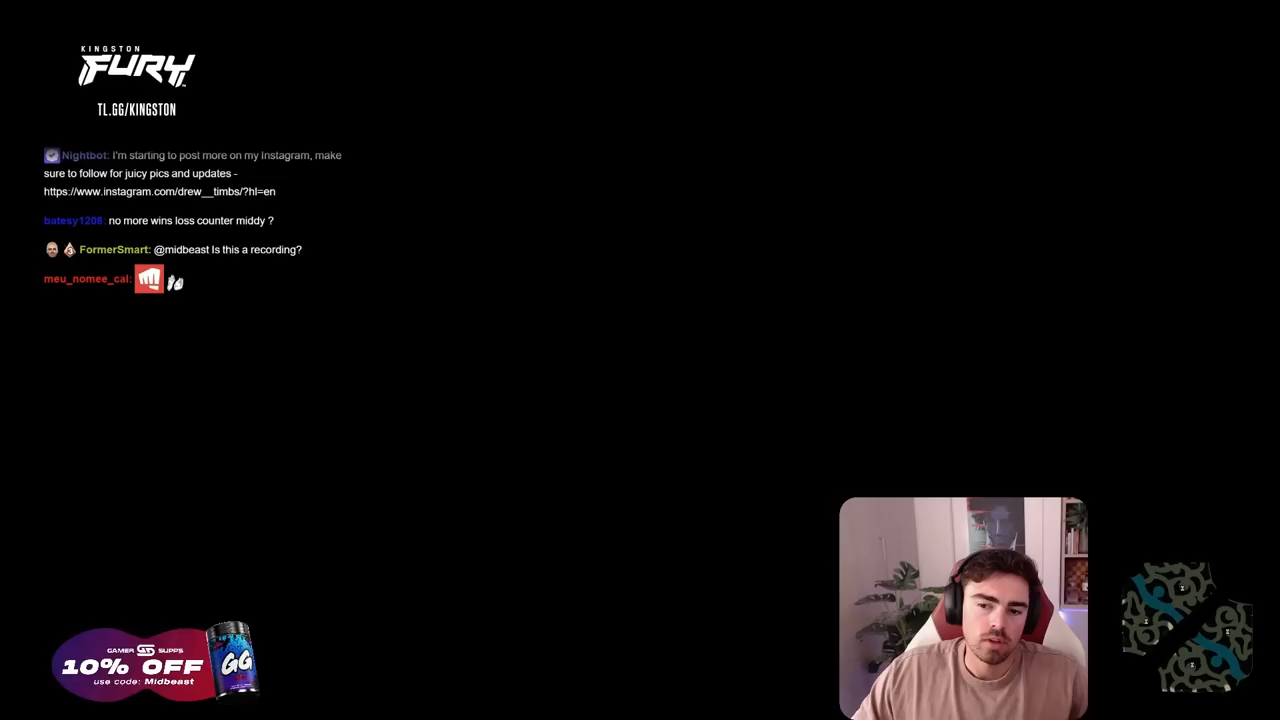 KINGSTON
FURY
TL.GG/KINGSTON
Nightbot: I'm starting to post more on my Instagram, make
sure to follow for juicy pics and updates -
https://www.instagram.com/drew__timbs/?hl=en
batesy1208: no more wins loss counter middy ?
FormerSmart: @midbeast Is this a recording?
meu_nomee_cal:
GAMER SUPPS
10% OFF
use code: Midbeast
GG